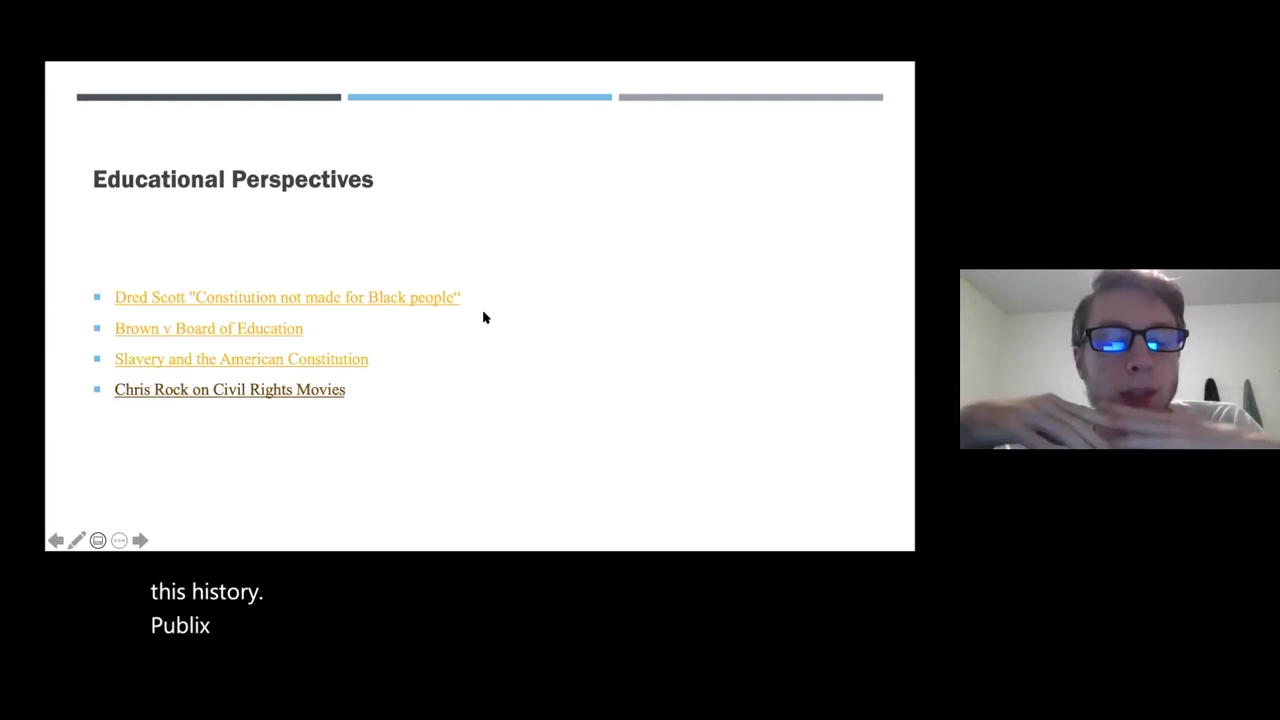 Educational Perspectives
Dred Scott "Constitution not made for Black people“
Brown v Board of Education
Slavery and the American Constitution
Chris Rock on Civil Rights Movies
this history.
Publix